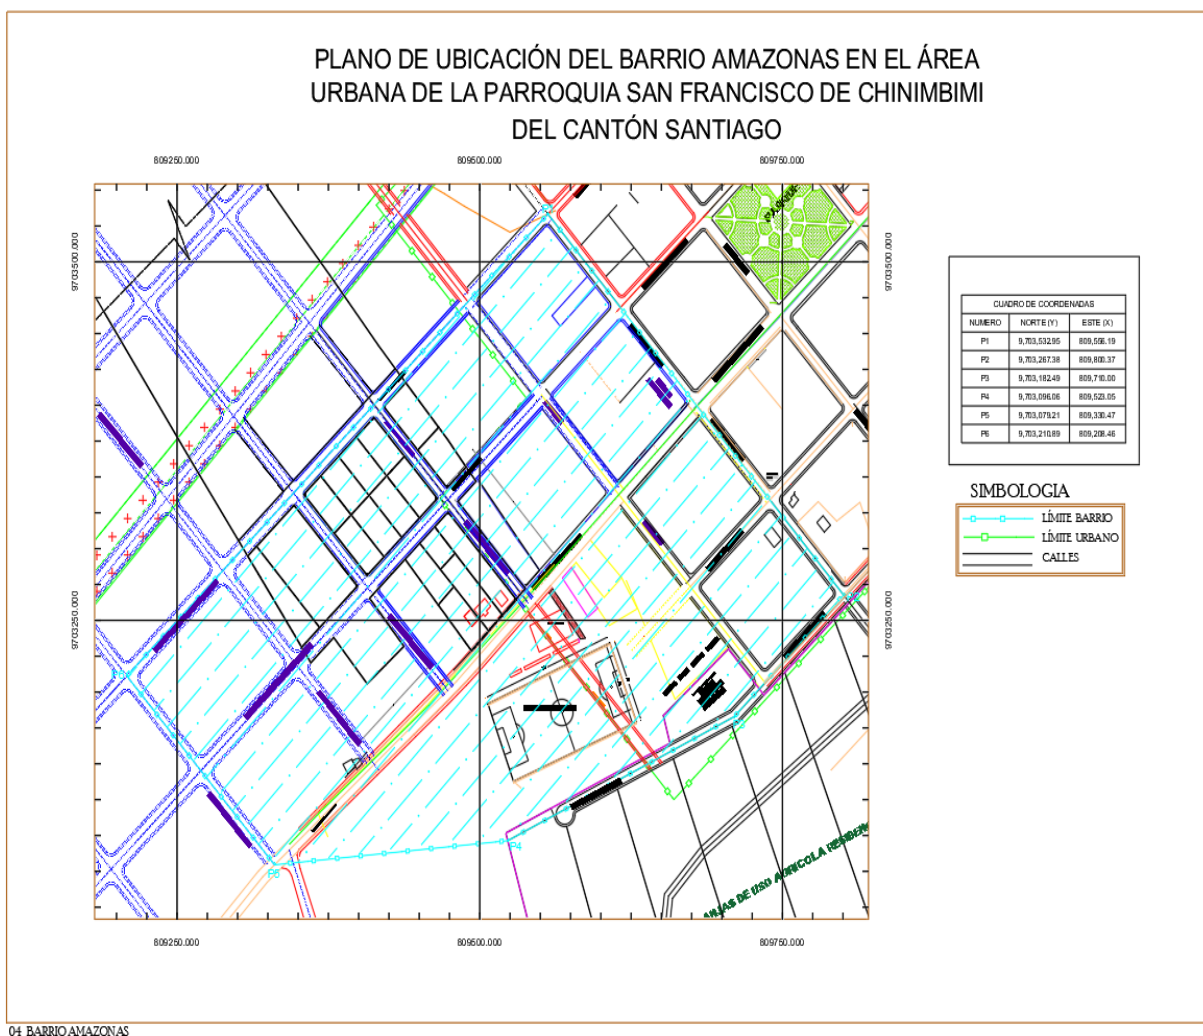 PLANO DE UBICACIÓN DEL BARRIO AMAZONAS EN EL ÁREA
URBANA DE LA PARROQUIA SAN FRANCISCO DE CHINIMBIMI
DEL CANTÓN SANTIAGO
809250.000
809500.000
809750.000
9703500.000
9703500.000
CUADRO DE COORDENADAS
NUMERO NORTE (Y) ESTE (X)
P1 9,703,532.95 809,556.19
P2 9,703,267.38 809,800.37
P3 9,703,182.49 809,710.00
P4 9,703,096.06 809,523.05
P5 9,703,079.21 809,330.47
P6 9,703,210.89 809,208.46
SIMBOLOGIA
LÍMITE BARRIO
LÍMITE URBANO
CALLES
9703250.000
9703250.000
P4
P5
DE USO AGRICOLA
809250.000
809500.000
809750.000
04 BARRIO AMAZONAS